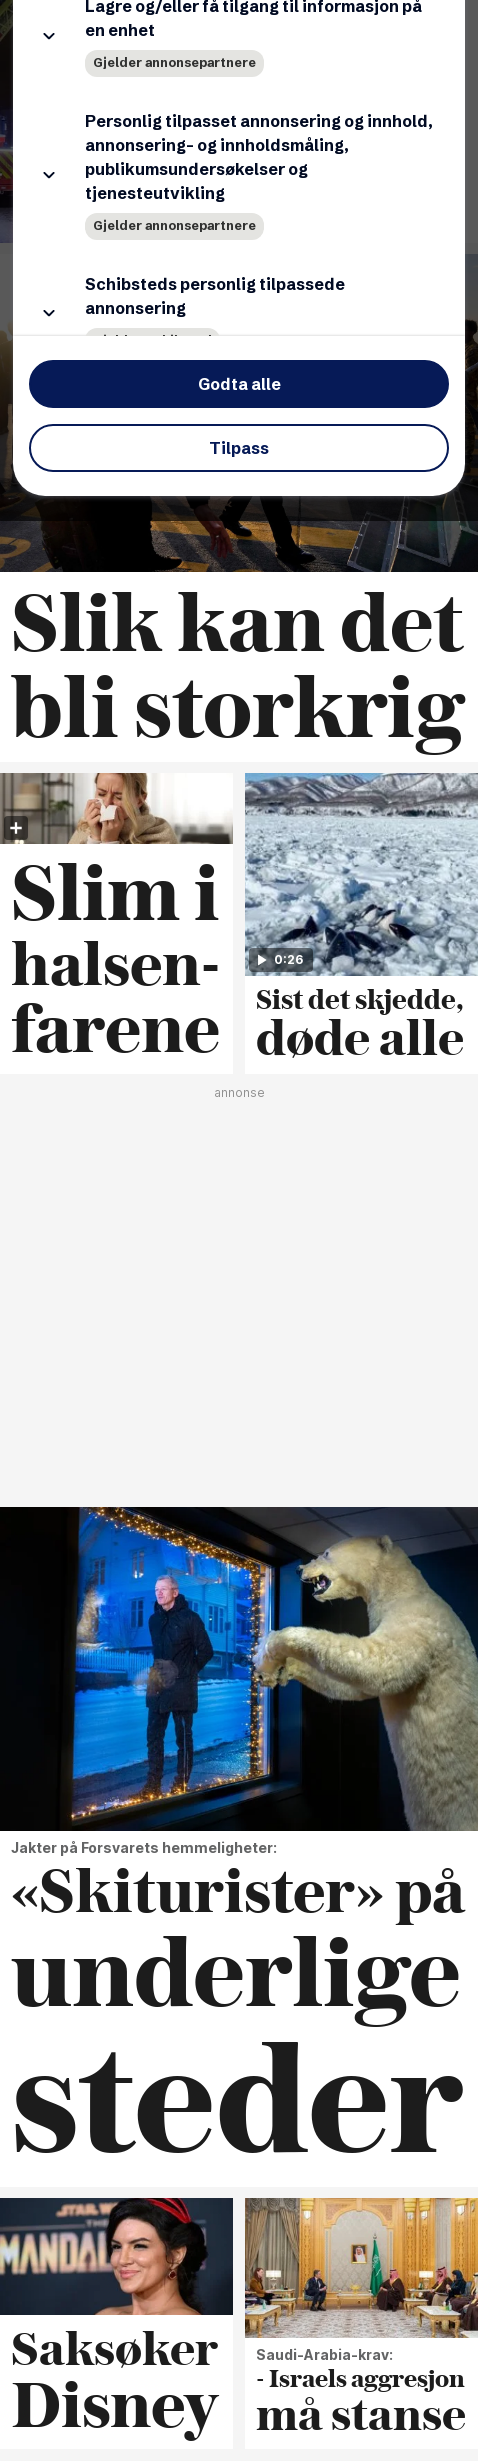 Lagre og/eller få tilgang til informasjon på
en enhet
Gjelder annonsepartnere
Personlig tilpasset annonsering og innhold,
annonsering- og innholdsmåling,
publikumsundersøkelser og
tjenesteutvikling
Gjelder annonsepartnere
Schibsteds personlig tilpassede
annonsering
Godta alle
Tilpass
Slik kan det
bli storkrig
Slim i
halsen-
farene
0:26
Sist det skjedde,
døde alle
annonse
Jakter på Forsvarets hemmeligheter:
«Skiturister» på
underlige
steder
STAR
MANDAL
Saksøker
Disney
Saudi-Arabia-krav:
- Israels aggresjon
må stanse